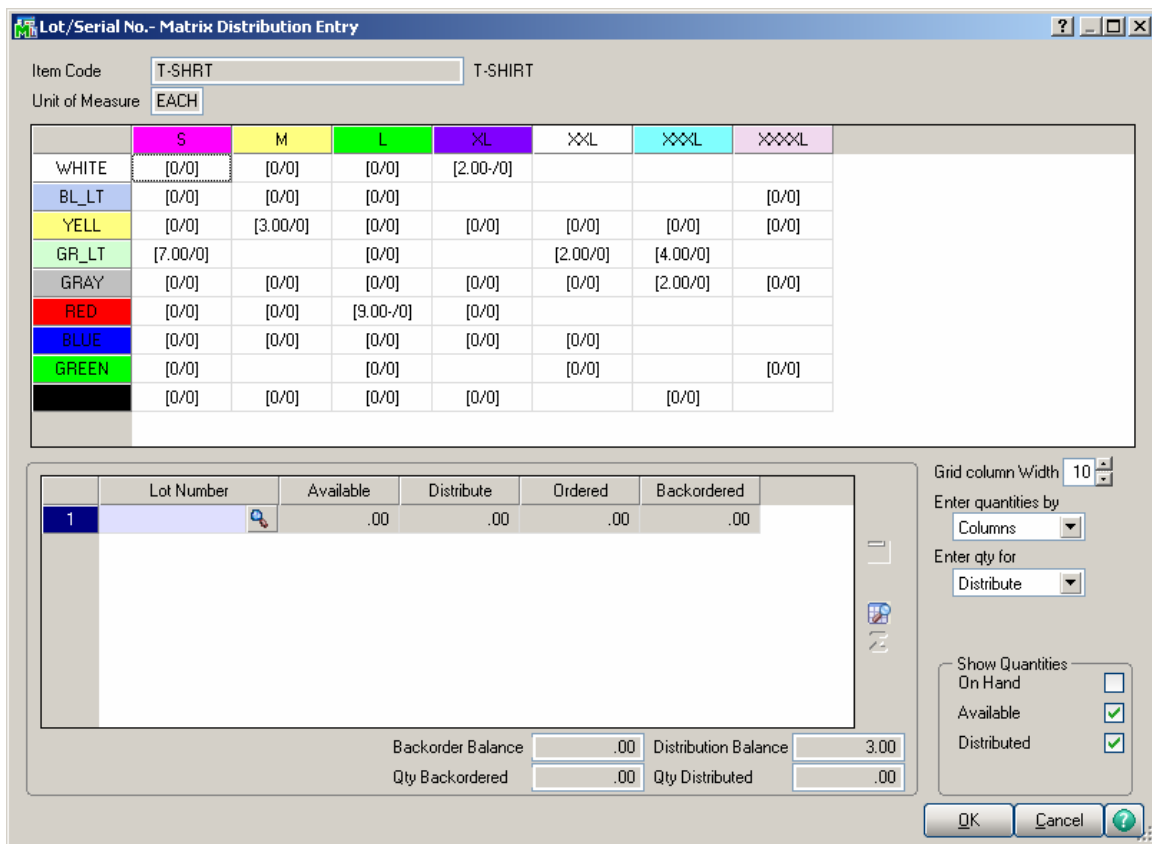 Lot/Serial No.- Matrix Distribution Entry
Item Code T-SHRT T-SHIRT
Unit of Measure EACH
S M L XL XXL XXXL XXXXL
WHITE [0/0] [0/0] [0/0] [2.00-/0]
BL_LT [0/0] [0/0] [0/0] [0/0]
YELL [0/0] [3.00/0] [0/0] [0/0] [0/0] [0/0] [0/0]
GR_LT [7.00/0] [0/0] [2.00/0] [4.00/0]
GRAY [0/0] [0/0] [0/0] [0/0] [0/0] [2.00/0] [0/0]
RED [0/0] [0/0] [9.00-/0] [0/0]
BLUE [0/0] [0/0] [0/0] [0/0] [0/0]
GREEN [0/0] [0/0] [0/0] [0/0]
[0/0] [0/0] [0/0] [0/0] [0/0]
Lot Number Available Distribute Ordered Backordered
1 .00 .00 .00 .00
Grid column Width 10
Enter quantities by
Columns
Enter qty for
Distribute
Show Quantities
On Hand
Available
Distributed
Backorder Balance .00 Distribution Balance 3.00
Qty Backordered .00 Qty Distributed .00
OK Cancel ?